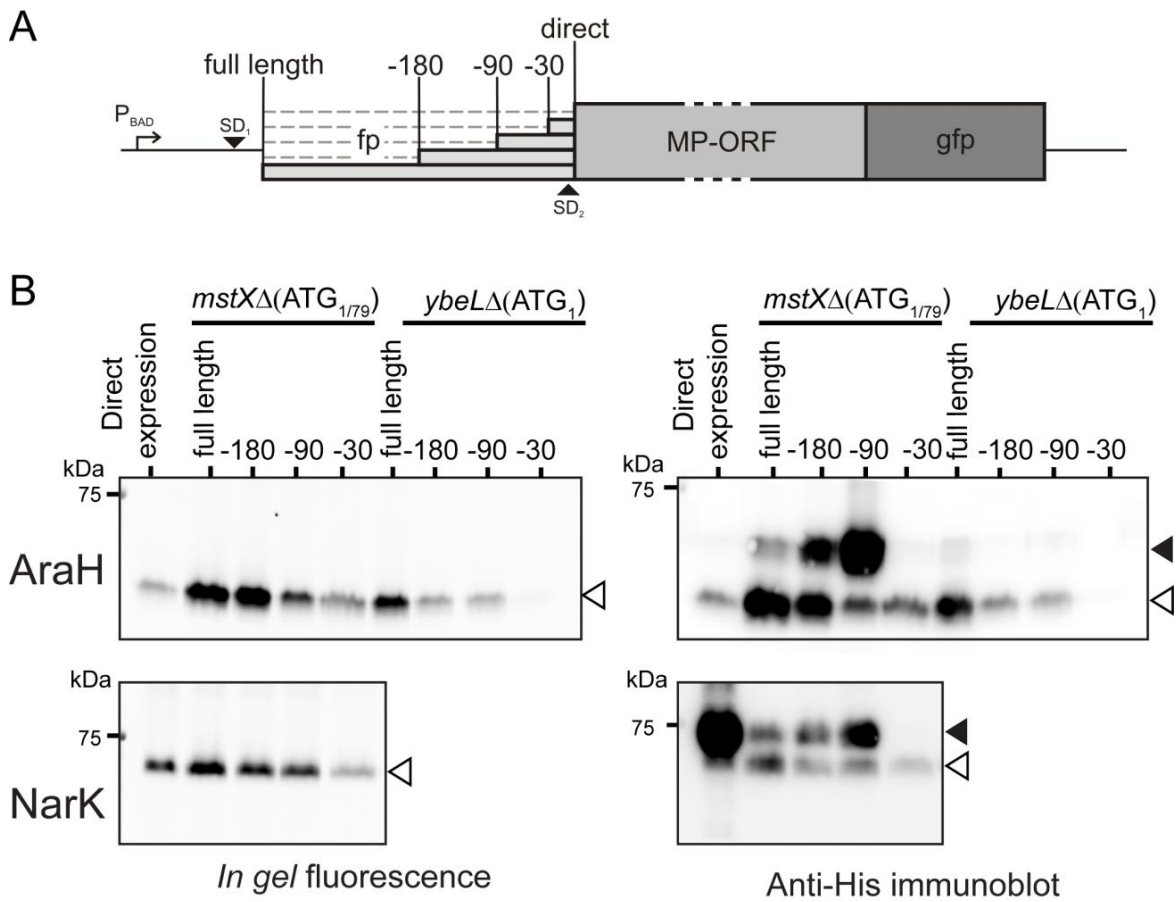 A
direct
full length -180 -90 -30
P_BAD
SD₁
fp
MP-ORF
gfp
SD₂
B
mstXΔ(ATG₁/₇₉) ybeLΔ(ATG₁) mstXΔ(ATG₁/₇₉) ybeLΔ(ATG₁)
Direct expression full length -180 -90 -30 full length -180 -90 -30
Direct expression full length -180 -90 -30 full length -180 -90 -30
kDa kDa
75 75
AraH
kDa kDa
75 75
NarK
In gel fluorescence Anti-His immunoblot